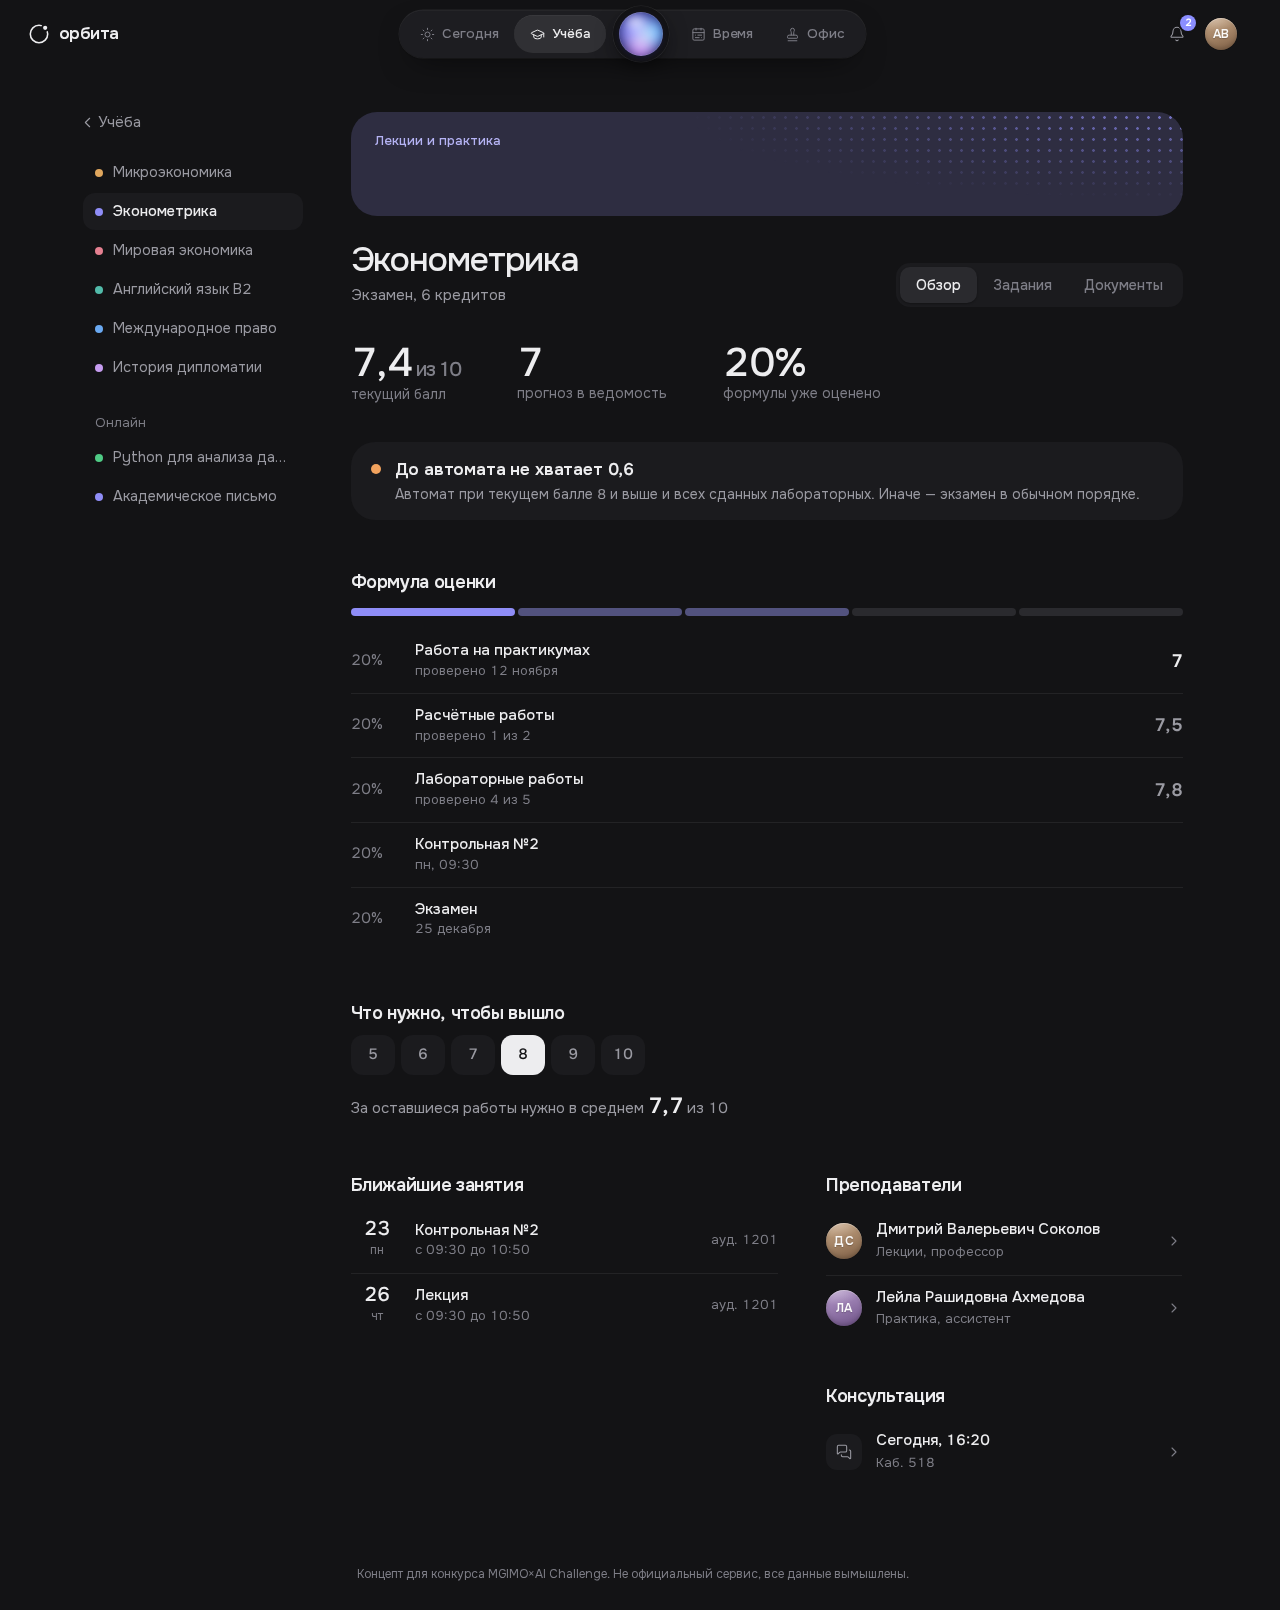 орбита
Сегодня
Учёба
Время
Офис
2
АВ
Учёба
Микроэкономика
Эконометрика
Мировая экономика
Английский язык B2
Международное право
История дипломатии
Онлайн
Python для анализа да...
Академическое письмо
Лекции и практика
Эконометрика
Экзамен, 6 кредитов
Обзор
Задания
Документы
7,4 из 10
текущий балл
7
прогноз в ведомость
20%
формулы уже оценено
До автомата не хватает 0,6
Автомат при текущем балле 8 и выше и всех сданных лабораторных. Иначе — экзамен в обычном порядке.
Формула оценки
20%
Работа на практикумах
проверено 12 ноября
7
20%
Расчётные работы
проверено 1 из 2
7,5
20%
Лабораторные работы
проверено 4 из 5
7,8
20%
Контрольная №2
пн, 09:30
20%
Экзамен
25 декабря
Что нужно, чтобы вышло
5
6
7
8
9
10
За оставшиеся работы нужно в среднем 7,7 из 10
Ближайшие занятия
23
пн
Контрольная №2
с 09:30 до 10:50
ауд. 1201
26
чт
Лекция
с 09:30 до 10:50
ауд. 1201
Преподаватели
ДС
Дмитрий Валерьевич Соколов
Лекции, профессор
ЛА
Лейла Рашидовна Ахмедова
Практика, ассистент
Консультация
Сегодня, 16:20
Каб. 518
Концепт для конкурса MGIMO×AI Challenge. Не официальный сервис, все данные вымышлены.